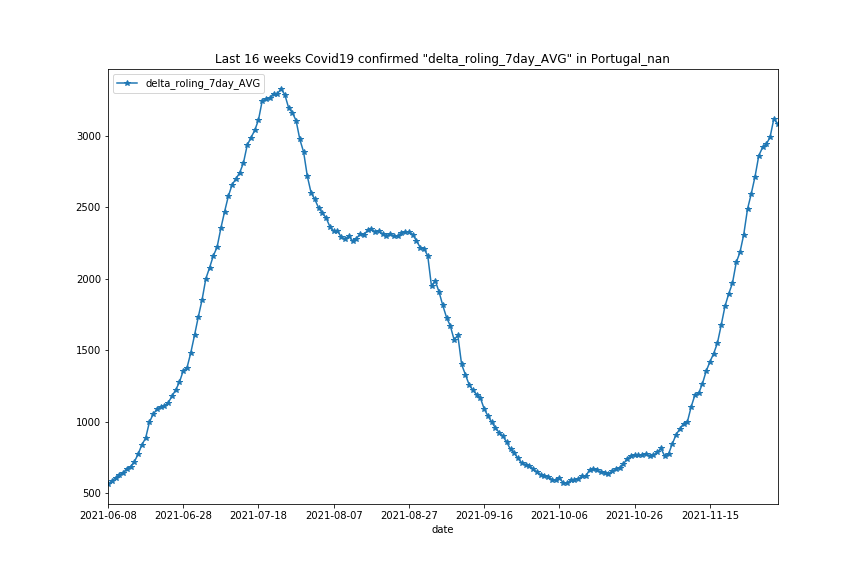 Last 16 weeks Covid19 confirmed "delta_roling_7day_AVG" in Portugal_nan
delta_roling_7day_AVG
3000
2500
2000
1500
1000
500
2021-06-08 2021-06-28 2021-07-18 2021-08-07 2021-08-27 2021-09-16 2021-10-06 2021-10-26 2021-11-15
date